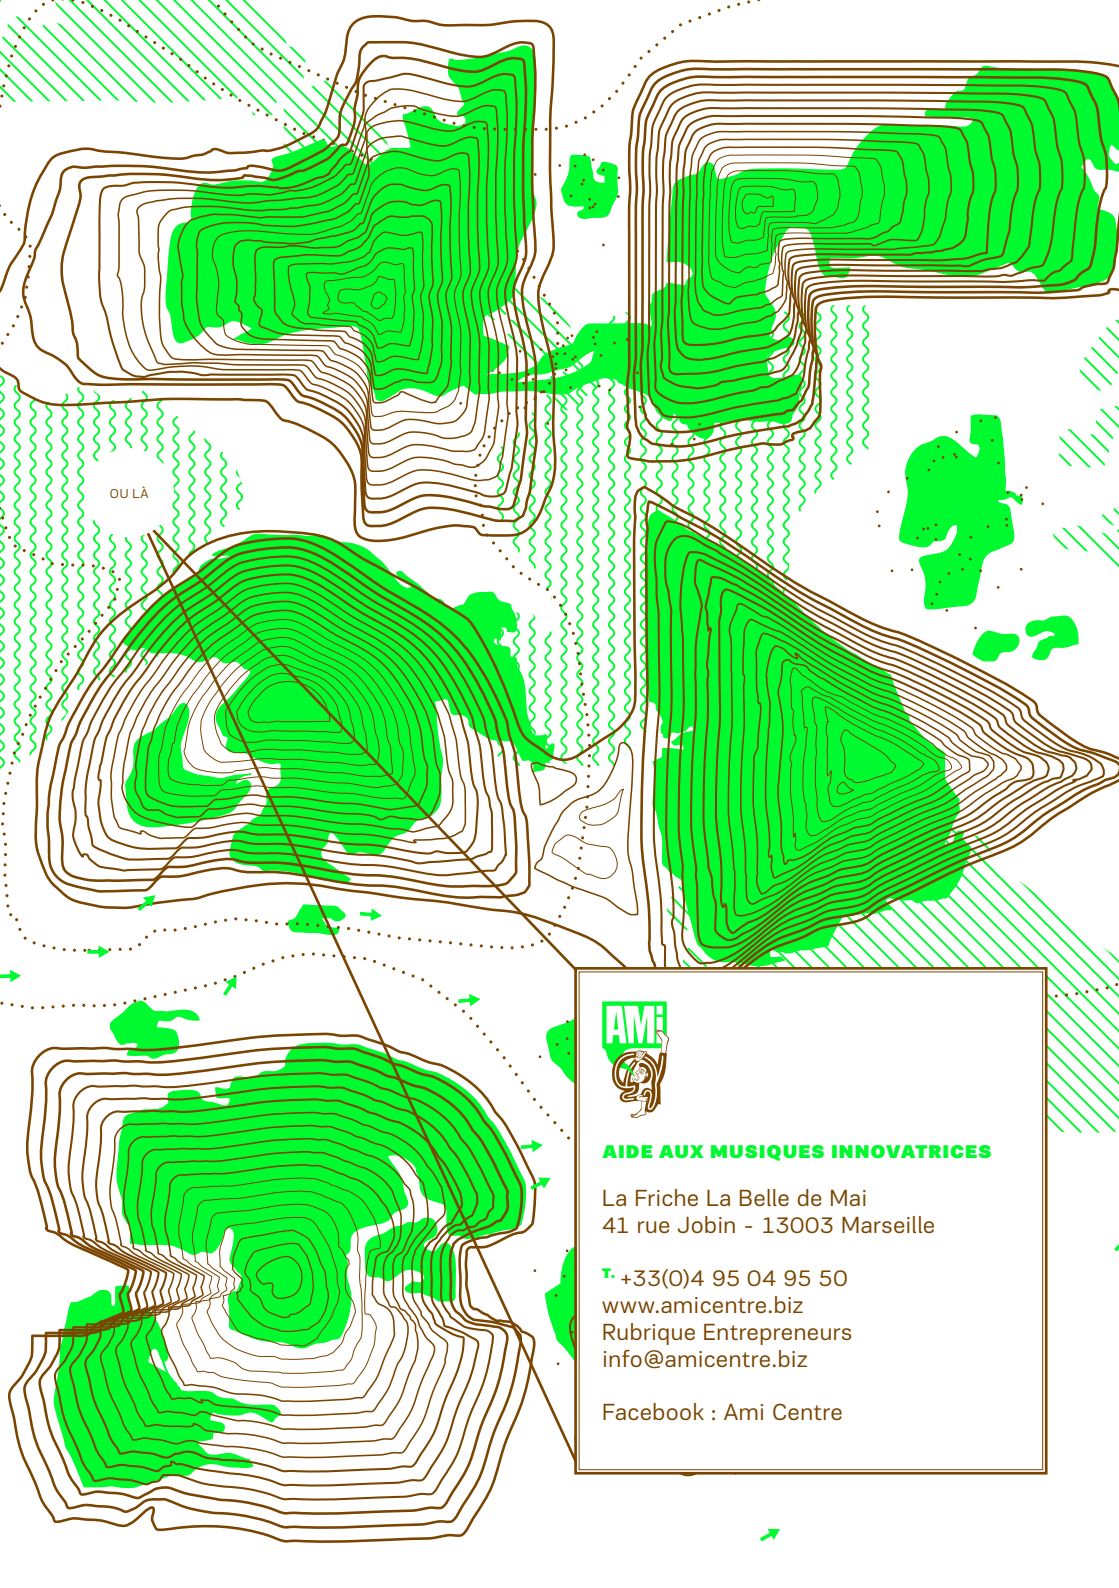 OU LÀ
AMi
AIDE AUX MUSIQUES INNOVATRICES
La Friche La Belle de Mai
41 rue Jobin - 13003 Marseille
T. +33(0)4 95 04 95 50
www.amicentre.biz
Rubrique Entrepreneurs
info@amicentre.biz
Facebook : Ami Centre